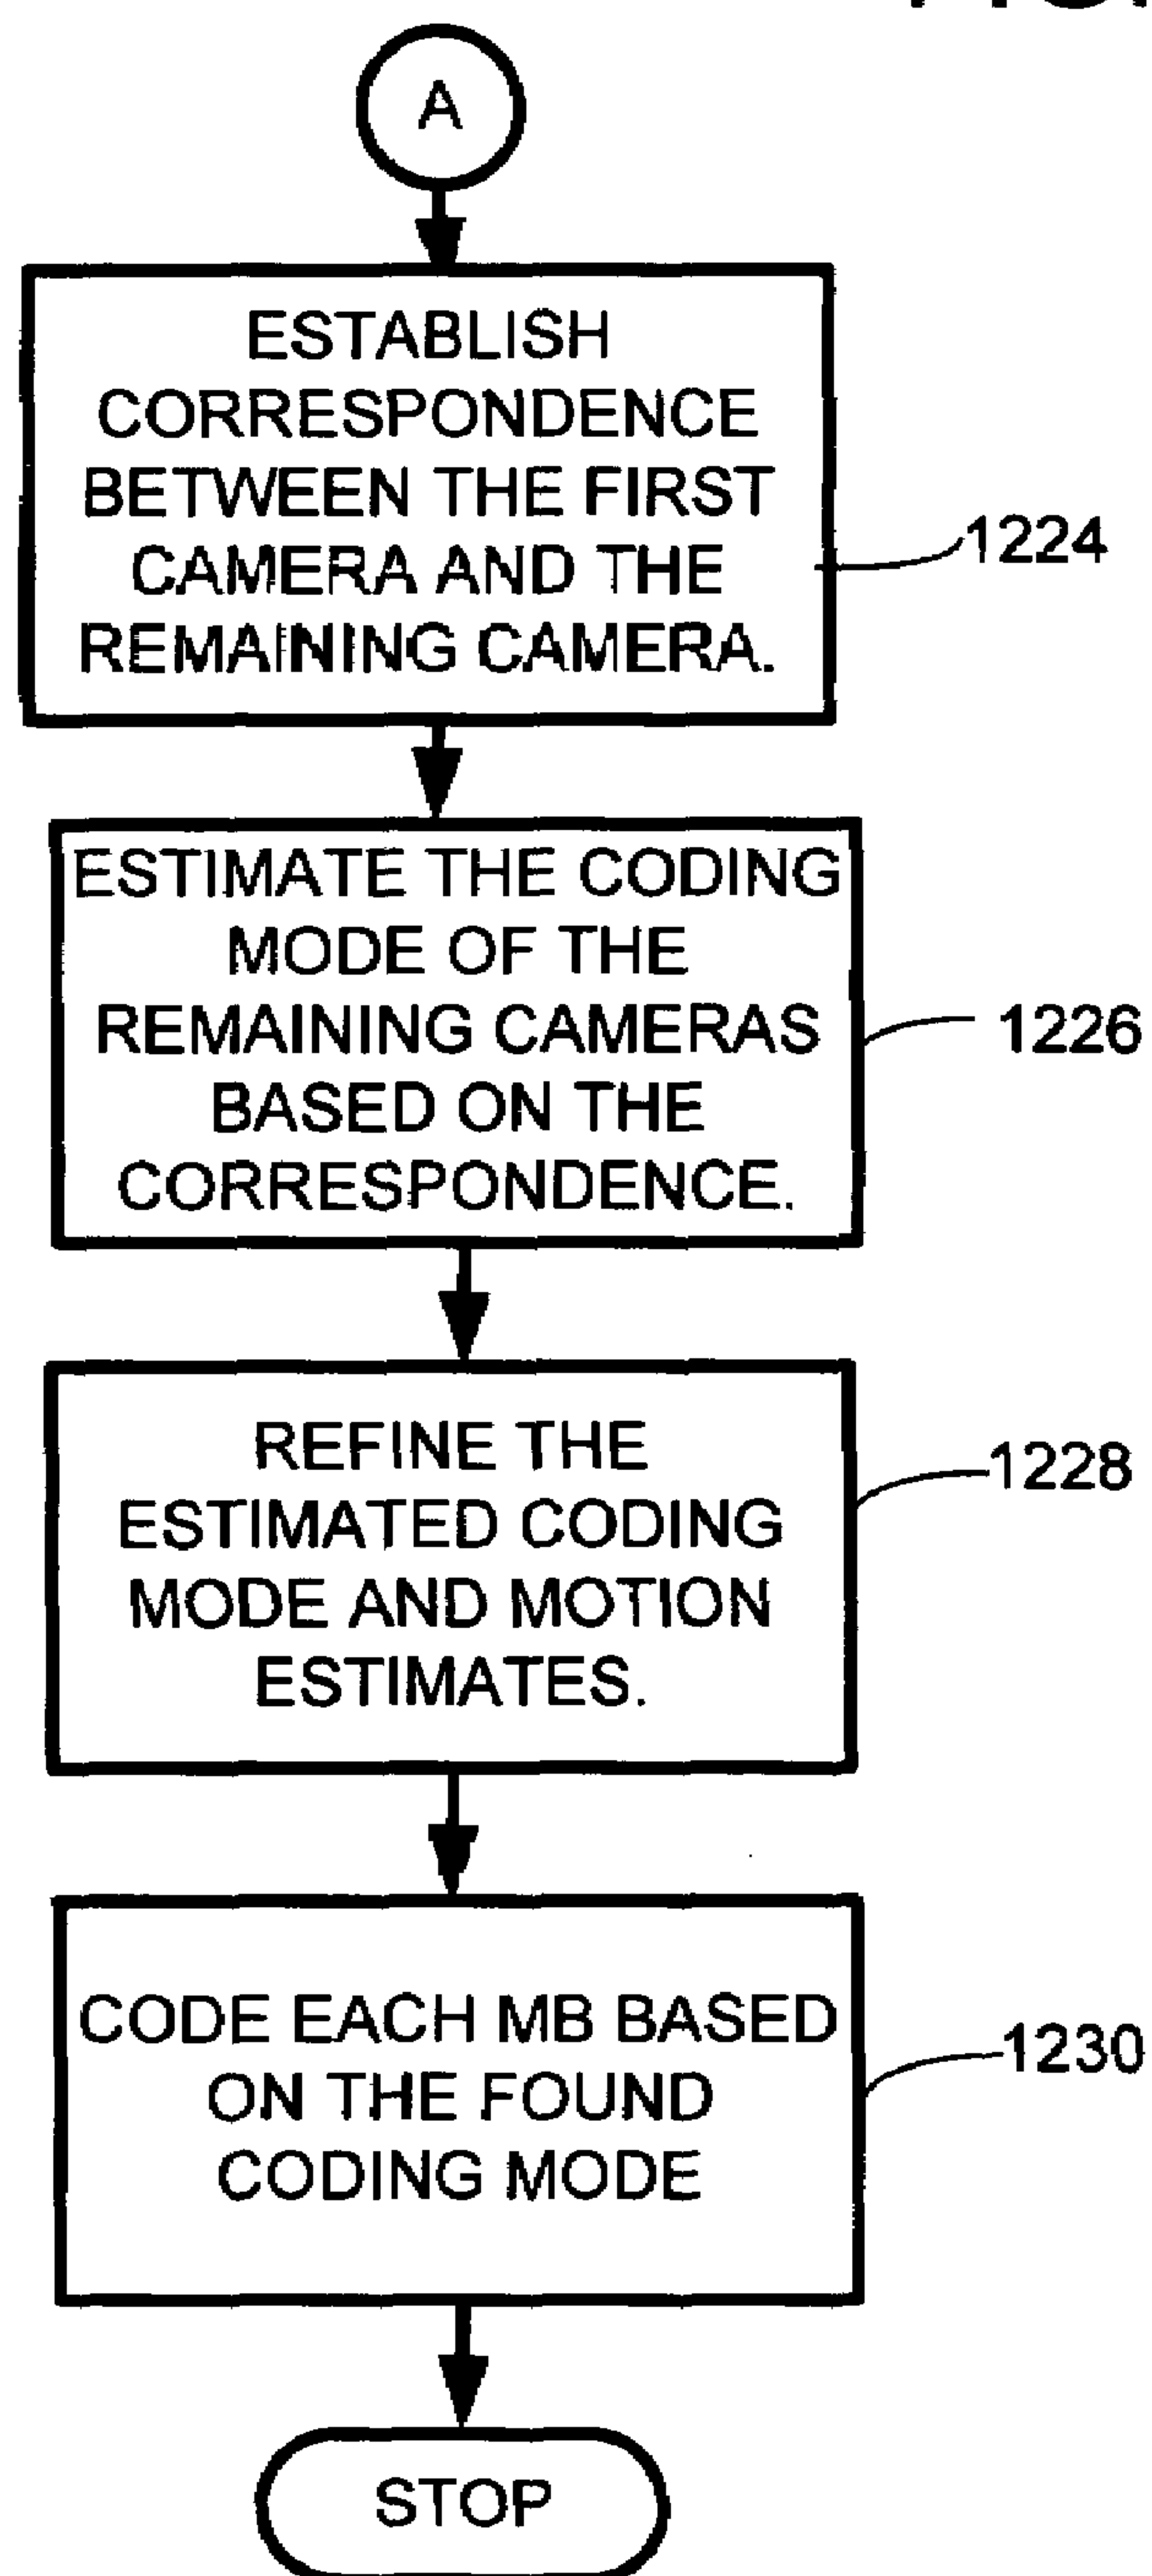 A
ESTABLISH
CORRESPONDENCE
BETWEEN THE FIRST
CAMERA AND THE
REMAINING CAMERA.
1224
ESTIMATE THE CODING
MODE OF THE
REMAINING CAMERAS
BASED ON THE
CORRESPONDENCE.
1226
REFINE THE
ESTIMATED CODING
MODE AND MOTION
ESTIMATES.
1228
CODE EACH MB BASED
ON THE FOUND
CODING MODE
1230
STOP